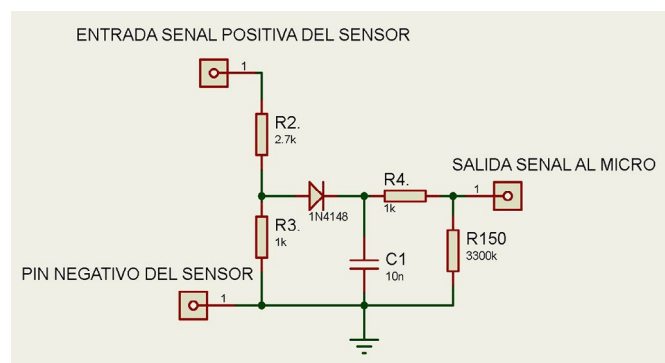 ENTRADA SENAL POSITIVA DEL SENSOR
1
R2.
2.7k
SALIDA SENAL AL MICRO
R4.
1
1N4148
1k
R3.
1k
R150
3300k
C1
10n
PIN NEGATIVO DEL SENSOR
1